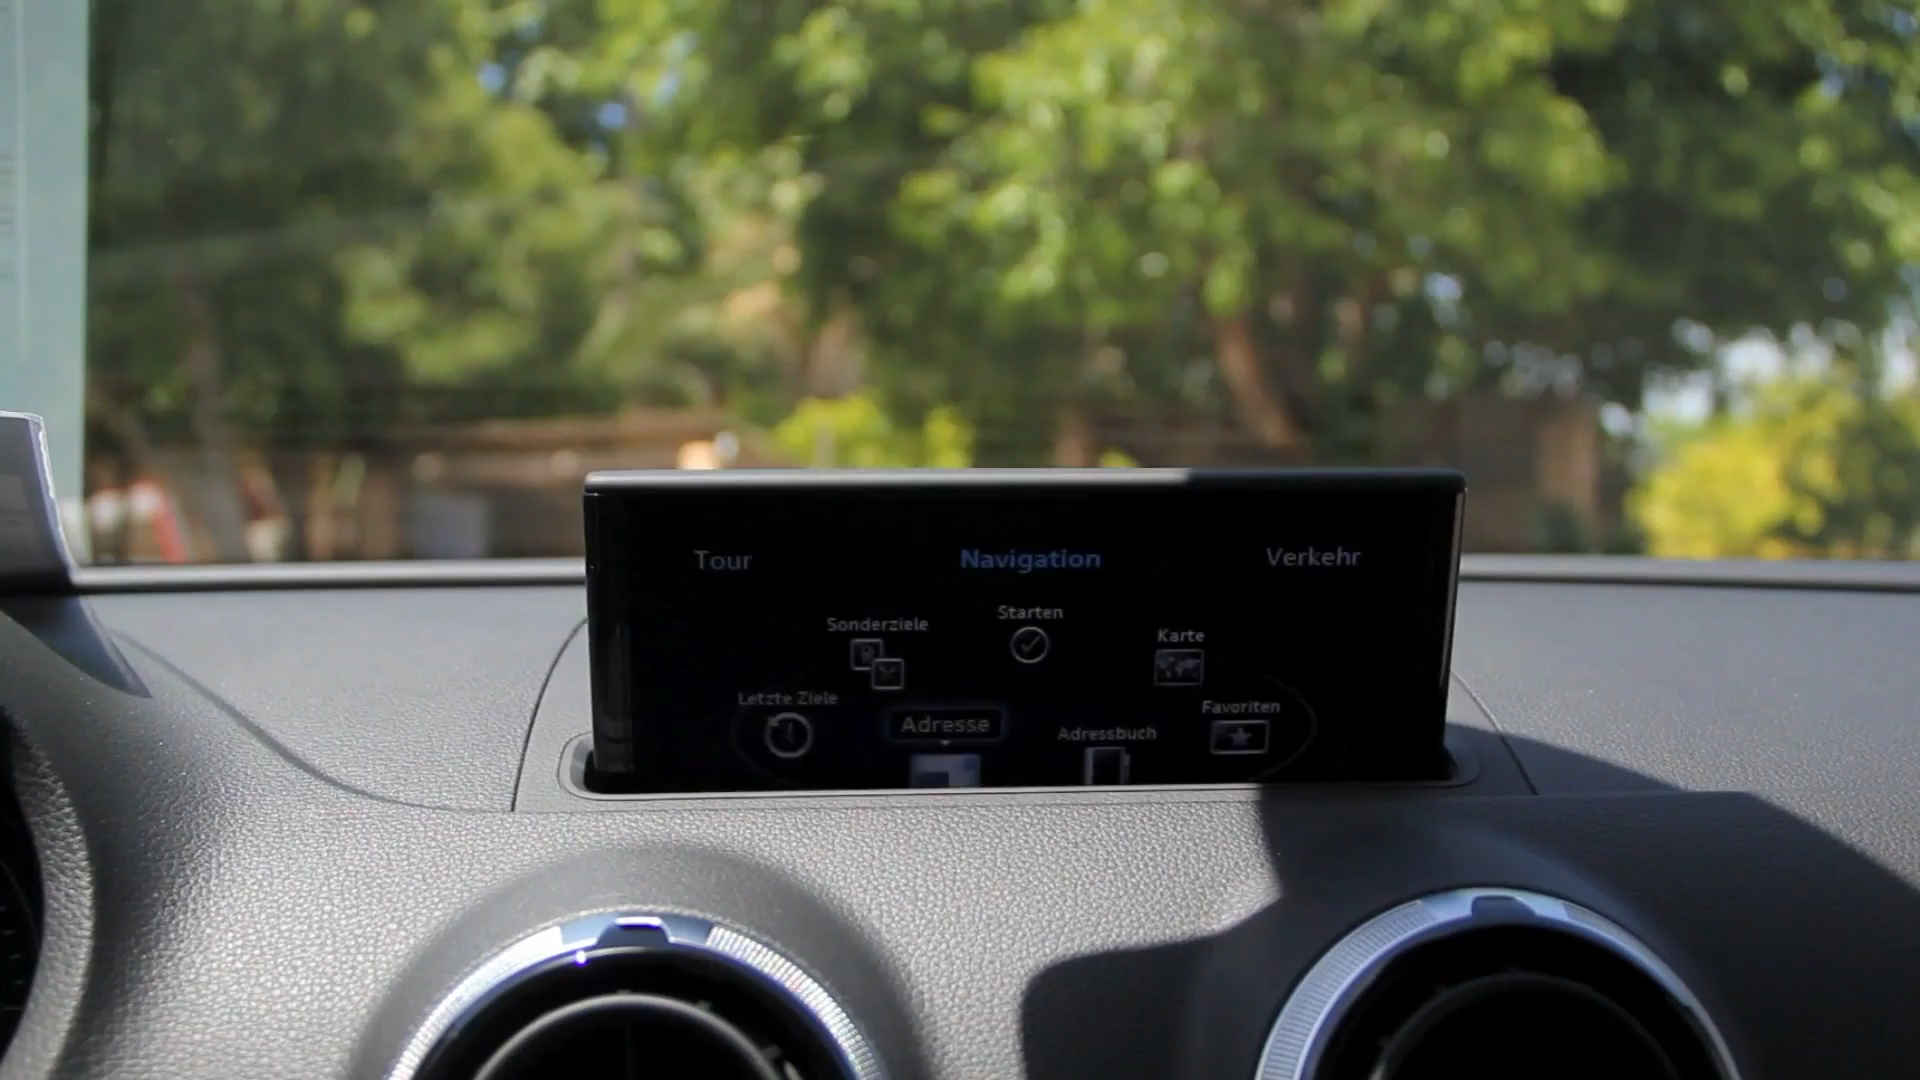 Tour
Navigation
Verkehr
Sonderziele
Starten
Karte
Letzte Ziele
Adresse
Adressbuch
Favoriten